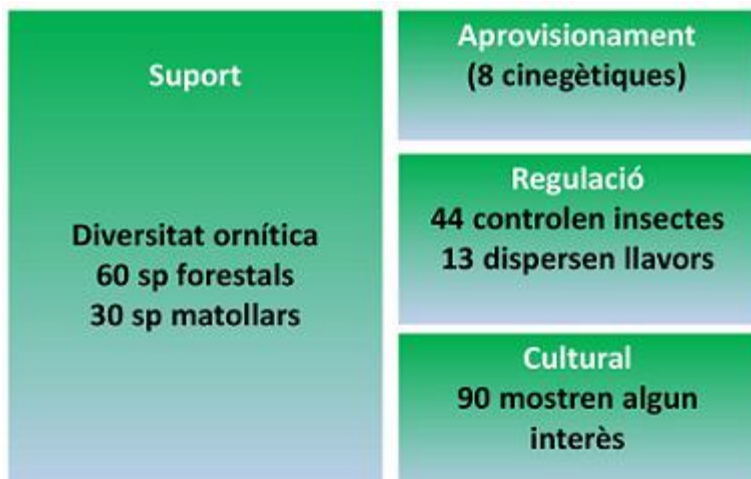 Suport
Diversitat ornítica
60 sp forestals
30 sp matollars
Aprovisionament
(8 cinegètiques)
Regulació
44 controlen insectes
13 dispersen llavors
Cultural
90 mostren algun
interès